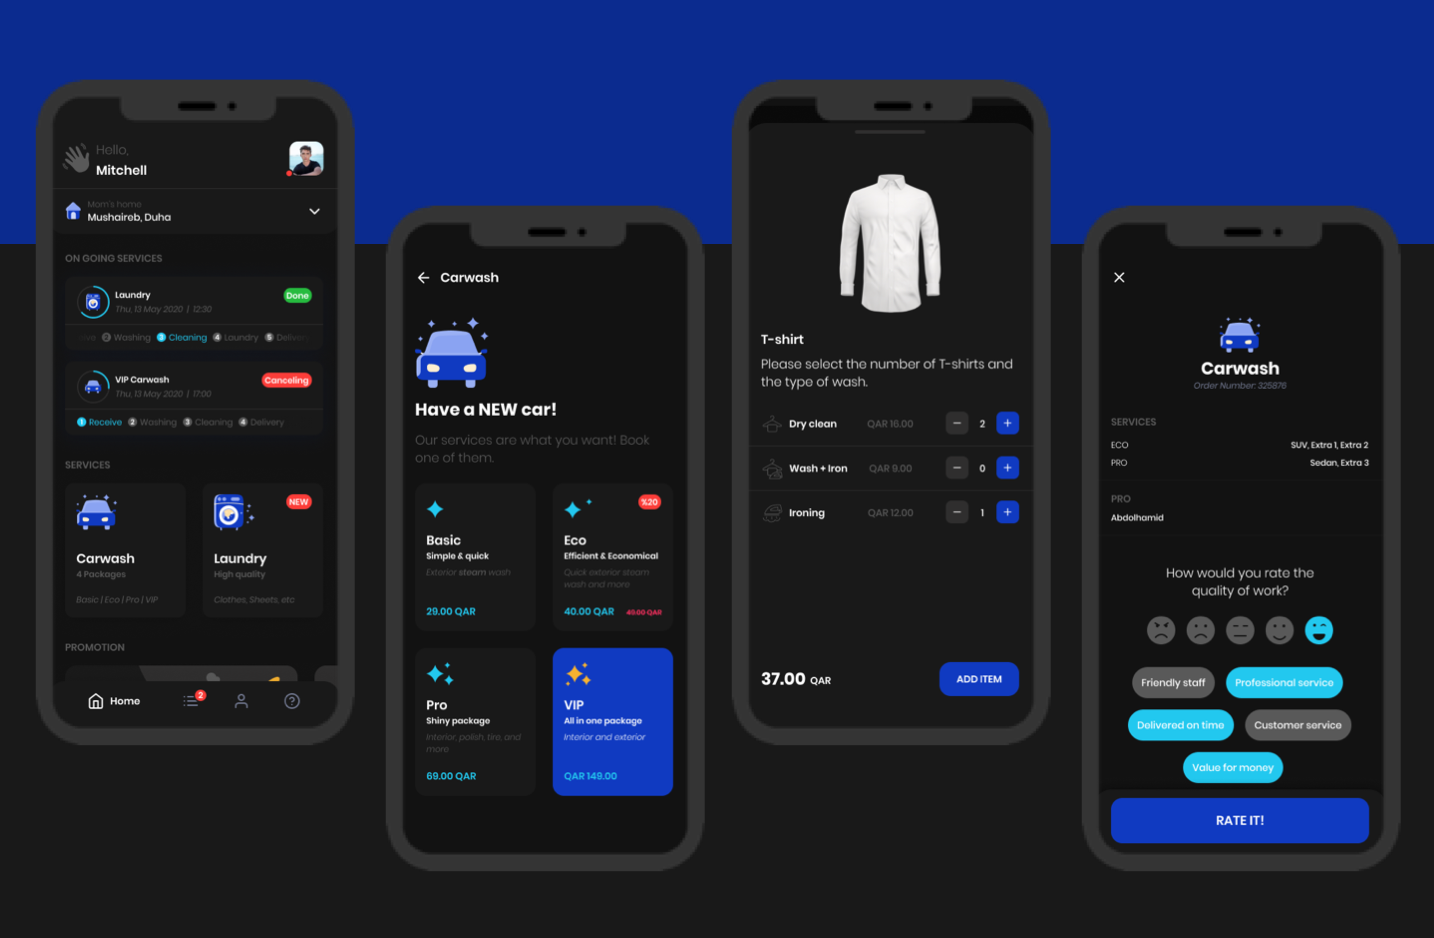 Hello,
Mitchell
Mom's home
Mushaireb, Duha
ON GOING SERVICES
Laundry
Done
Thu, 13 May 2020 | 12:30
2 Washing 3 Cleaning 4 Laundry 5
VIP Carwash
Canceling
Thu, 13 May 2020 | 17:00
1 Receive 2 Washing 3 Cleaning 4 Delivery
SERVICES
Carwash
4 Packages
Basic | Eco | Pro | VIP
NEW
Laundry
High quality
Clothes, Sheets, etc
PROMOTION
Home
2
Carwash
Have a NEW car!
Our services are what you want! Book
one of them.
Basic
Simple & quick
Exterior steam wash
29.00 QAR
%20
Eco
Efficient & Economical
Quick exterior steam
wash and more
40.00 QAR 49.00 QAR
Pro
Shiny package
Interior, polish, tire, and
more
69.00 QAR
VIP
All in one package
Interior and exterior
QAR 149.00
T-shirt
Please select the number of T-shirts and
the type of wash.
Dry clean QAR 16.00 − 2 +
Wash + Iron QAR 9.00 − 0 +
Ironing QAR 12.00 − 1 +
37.00 QAR
ADD ITEM
Carwash
Order Number: 325876
SERVICES
ECO SUV, Extra 1, Extra 2
PRO Sedan, Extra 3
PRO
Abdolhamid
How would you rate the
quality of work?
Friendly staff
Professional service
Delivered on time
Customer service
Value for money
RATE IT!